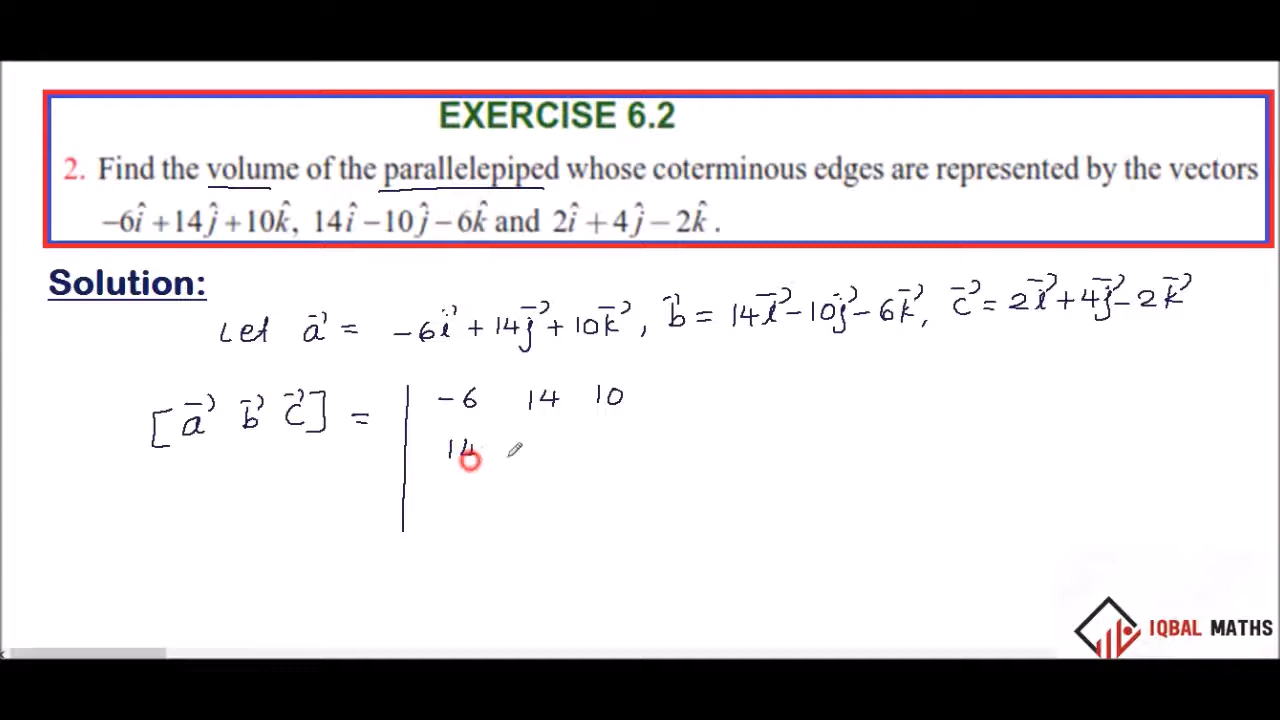 EXERCISE 6.2
2. Find the volume of the parallelepiped whose coterminous edges are represented by the vectors
−6î + 14ĵ + 10k̂, 14î − 10ĵ − 6k̂ and 2î + 4ĵ − 2k̂.
Solution:
Let a⃗ = −6i⃗ + 14j⃗ + 10k⃗, b⃗ = 14i⃗ − 10j⃗ − 6k⃗, c⃗ = 2i⃗ + 4j⃗ − 2k⃗
[a⃗ b⃗ c⃗] = | −6 14 10
14
IQBAL MATHS